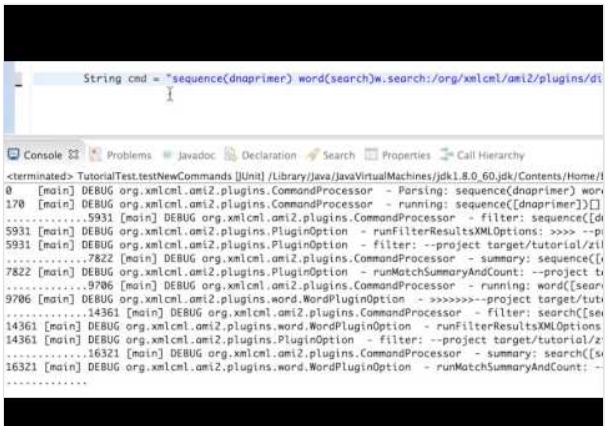 String cmd = "sequence(dnaprimer) word(search)w.search:/org/xmlcml/ami2/plugins/di
Console Problems Javadoc Declaration Search Properties Call Hierarchy
<terminated> TutorialTest.testNewCommands [JUnit] /Library/Java/JavaVirtualMachines/jdk1.8.0_60.jdk/Contents/Home/
0 [main] DEBUG org.xmlcml.ami2.plugins.CommandProcessor - Parsing: sequence(dnaprimer) wor
170 [main] DEBUG org.xmlcml.ami2.plugins.CommandProcessor - running: sequence([dnaprimer])[]
.............5931 [main] DEBUG org.xmlcml.ami2.plugins.CommandProcessor - filter: sequence([d
5931 [main] DEBUG org.xmlcml.ami2.plugins.PluginOption - runFilterResultsXMLOptions: >>>> --p
5931 [main] DEBUG org.xmlcml.ami2.plugins.PluginOption - filter: --project target/tutorial/zi
.............7822 [main] DEBUG org.xmlcml.ami2.plugins.CommandProcessor - summary: sequence([
7822 [main] DEBUG org.xmlcml.ami2.plugins.PluginOption - runMatchSummaryAndCount: --project t
.............9706 [main] DEBUG org.xmlcml.ami2.plugins.CommandProcessor - running: word([sear
9706 [main] DEBUG org.xmlcml.ami2.plugins.word.WordPluginOption - >>>>>>>--project target/tut
.............14361 [main] DEBUG org.xmlcml.ami2.plugins.CommandProcessor - filter: search([se
14361 [main] DEBUG org.xmlcml.ami2.plugins.word.WordPluginOption - runFilterResultsXMLOptions
14361 [main] DEBUG org.xmlcml.ami2.plugins.PluginOption - filter: --project target/tutorial/z
.............16321 [main] DEBUG org.xmlcml.ami2.plugins.CommandProcessor - summary: search([s
16321 [main] DEBUG org.xmlcml.ami2.plugins.word.WordPluginOption - runMatchSummaryAndCount: -
.............